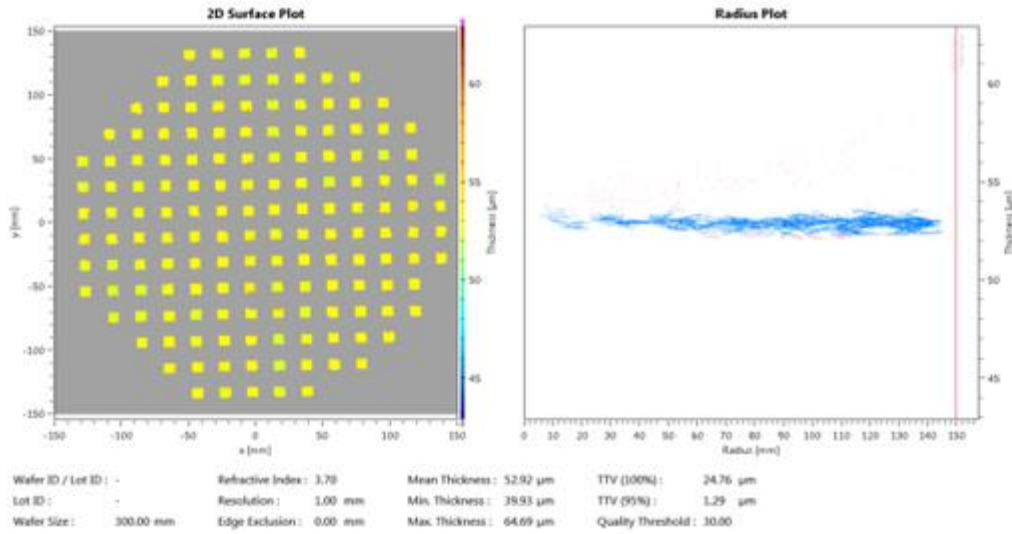 2D Surface Plot
Radius Plot
150
100
50
0
-50
-100
-150
y [mm]
-150 -100 -50 0 50 100 150
x [mm]
60
55
50
45
Thickness [µm]
0 10 20 30 40 50 60 70 80 90 100 110 120 130 140 150
Radius [mm]
60
55
50
45
Thickness [µm]
Wafer ID / Lot ID : - Refractive Index : 3.70 Mean Thickness : 52.92 µm TTV (100%) : 24.76 µm
Lot ID : - Resolution : 1.00 mm Min. Thickness : 39.93 µm TTV (95%) : 1.29 µm
Wafer Size : 300.00 mm Edge Exclusion : 0.00 mm Max. Thickness : 64.69 µm Quality Threshold : 30.00